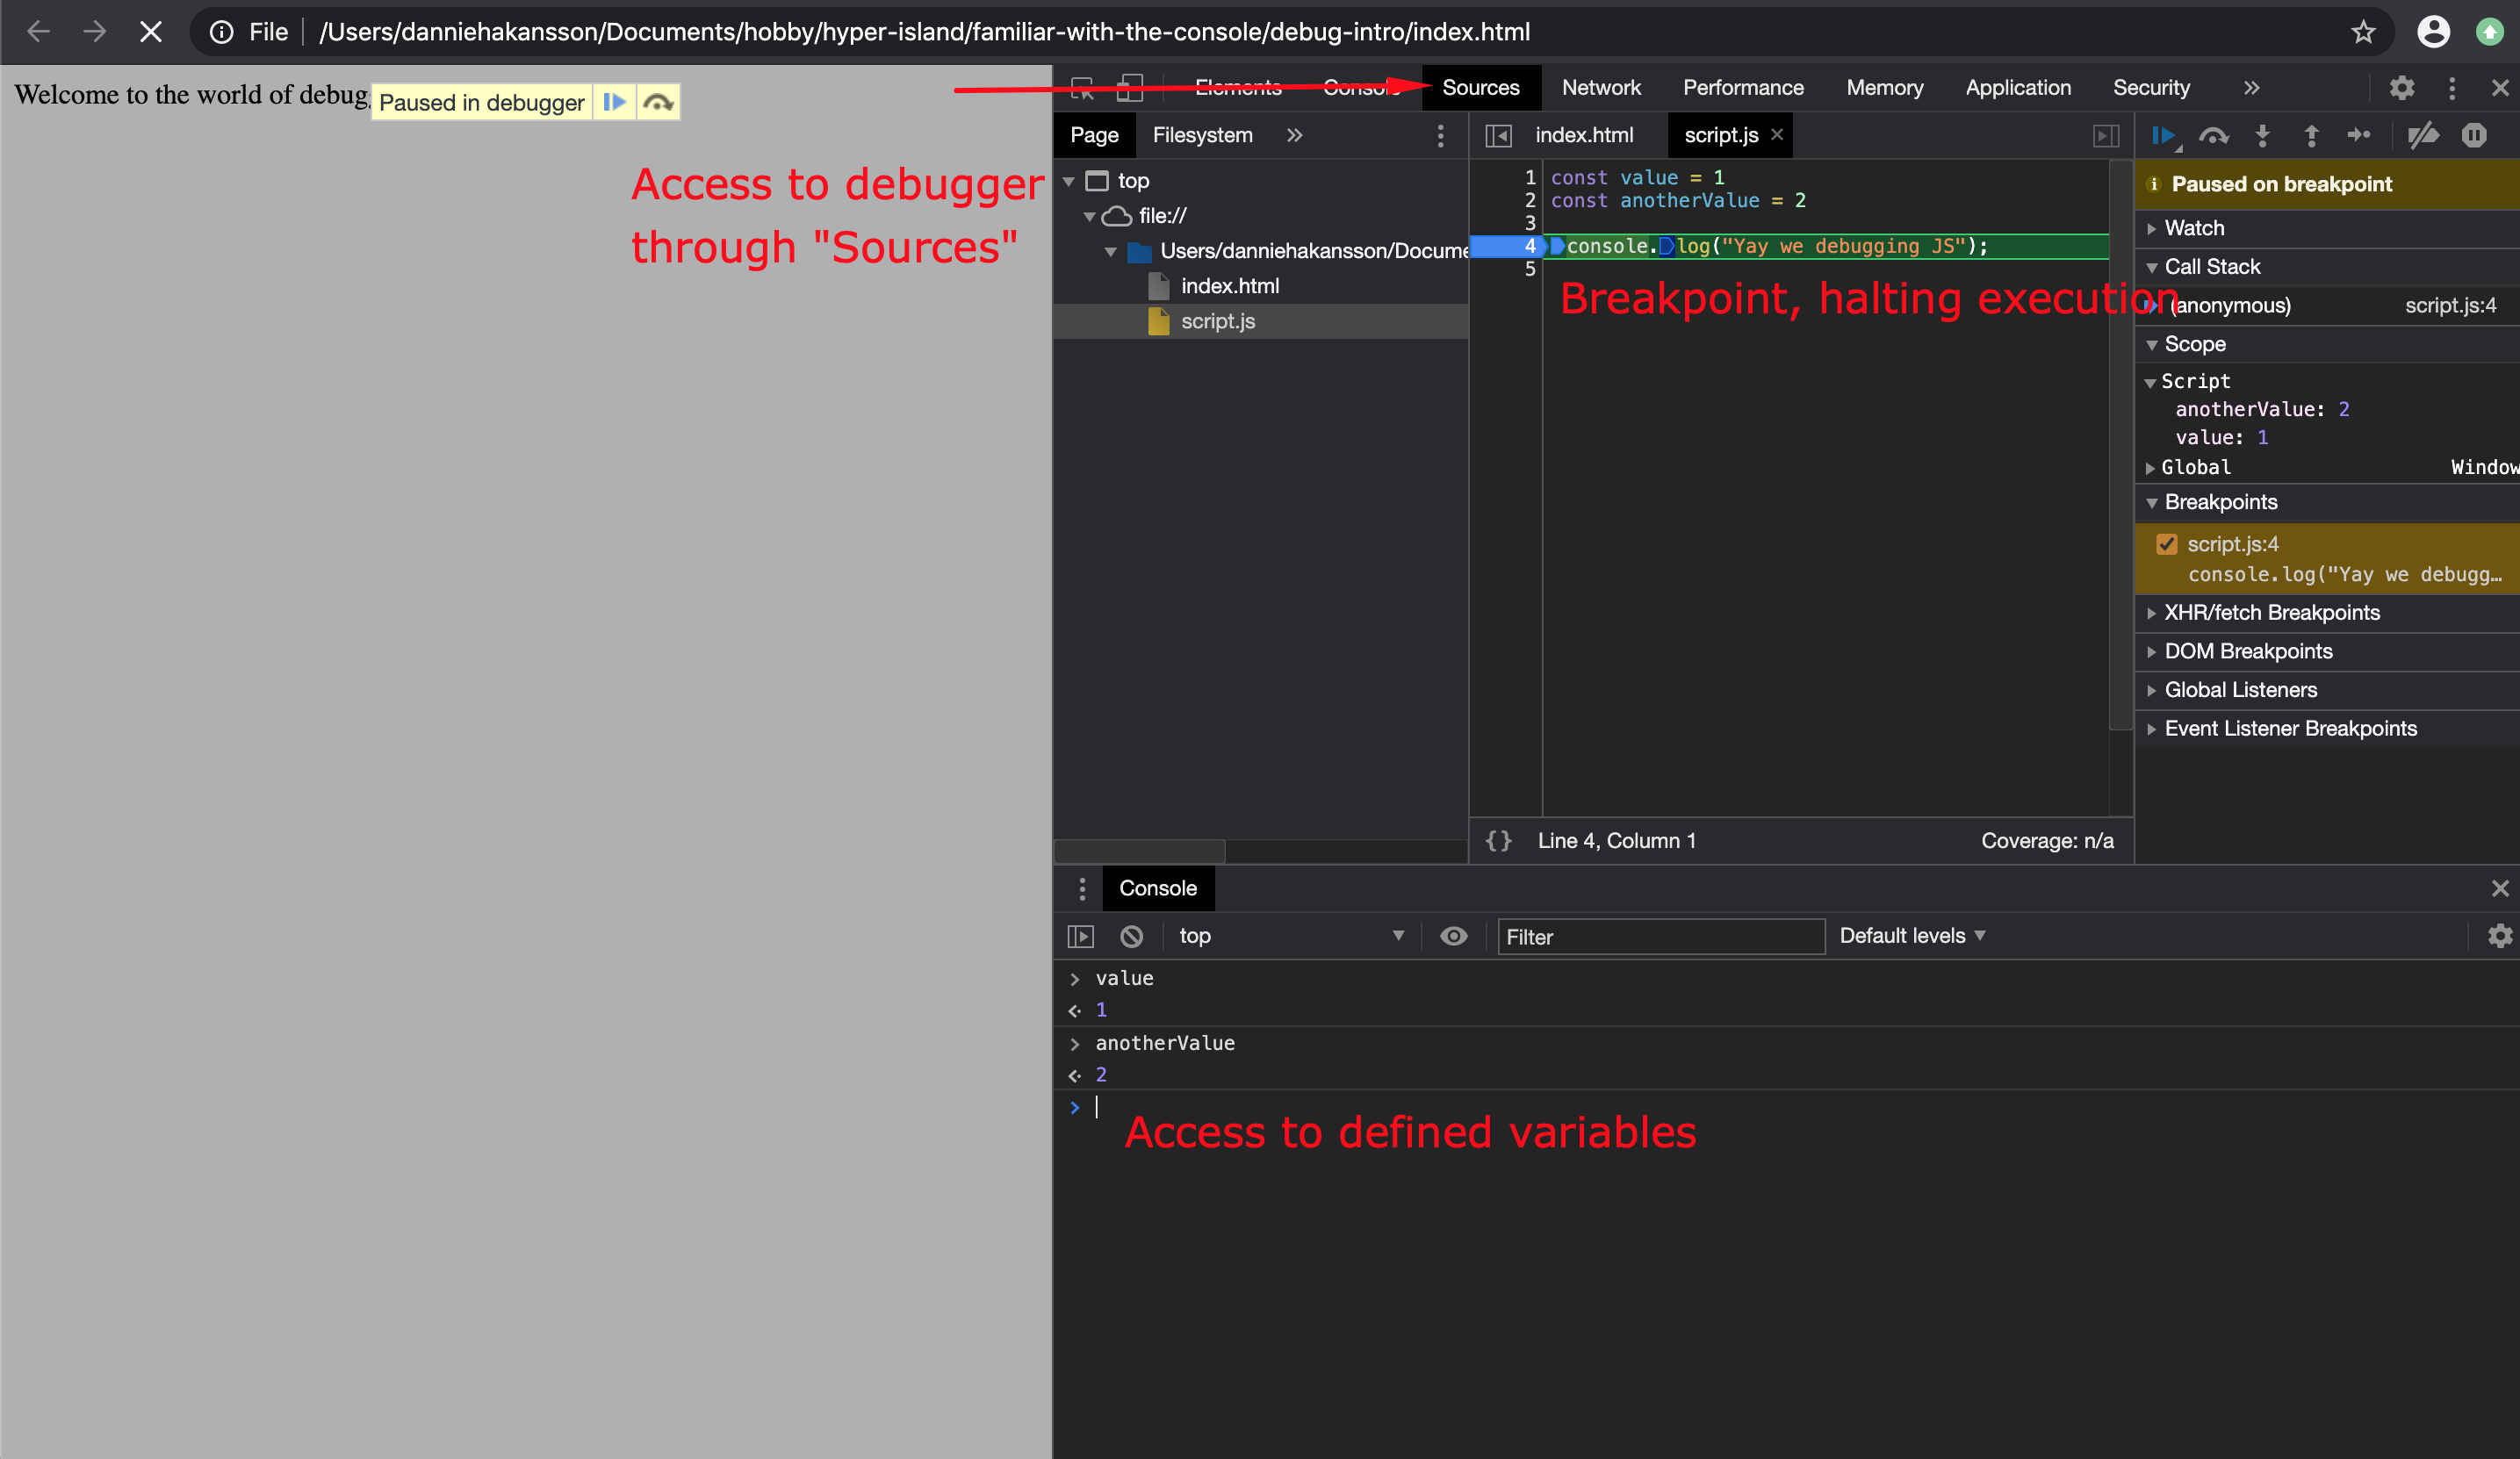 File /Users/danniehakansson/Documents/hobby/hyper-island/familiar-with-the-console/debug-intro/index.html
Welcome to the world of debug
Paused in debugger
Elements Console Sources Network Performance Memory Application Security »
Page Filesystem »
index.html script.js ×
top
file://
Users/danniehakansson/Docume
index.html
script.js
Access to debugger
through "Sources"
1 const value = 1
2 const anotherValue = 2
3
4 console.log("Yay we debugging JS");
5
Breakpoint, halting execution
Paused on breakpoint
Watch
Call Stack
(anonymous) script.js:4
Scope
Script
anotherValue: 2
value: 1
Global Window
Breakpoints
script.js:4
console.log("Yay we debugg…
XHR/fetch Breakpoints
DOM Breakpoints
Global Listeners
Event Listener Breakpoints
{} Line 4, Column 1 Coverage: n/a
Console
top Filter Default levels
> value
1
> anotherValue
2
>
Access to defined variables